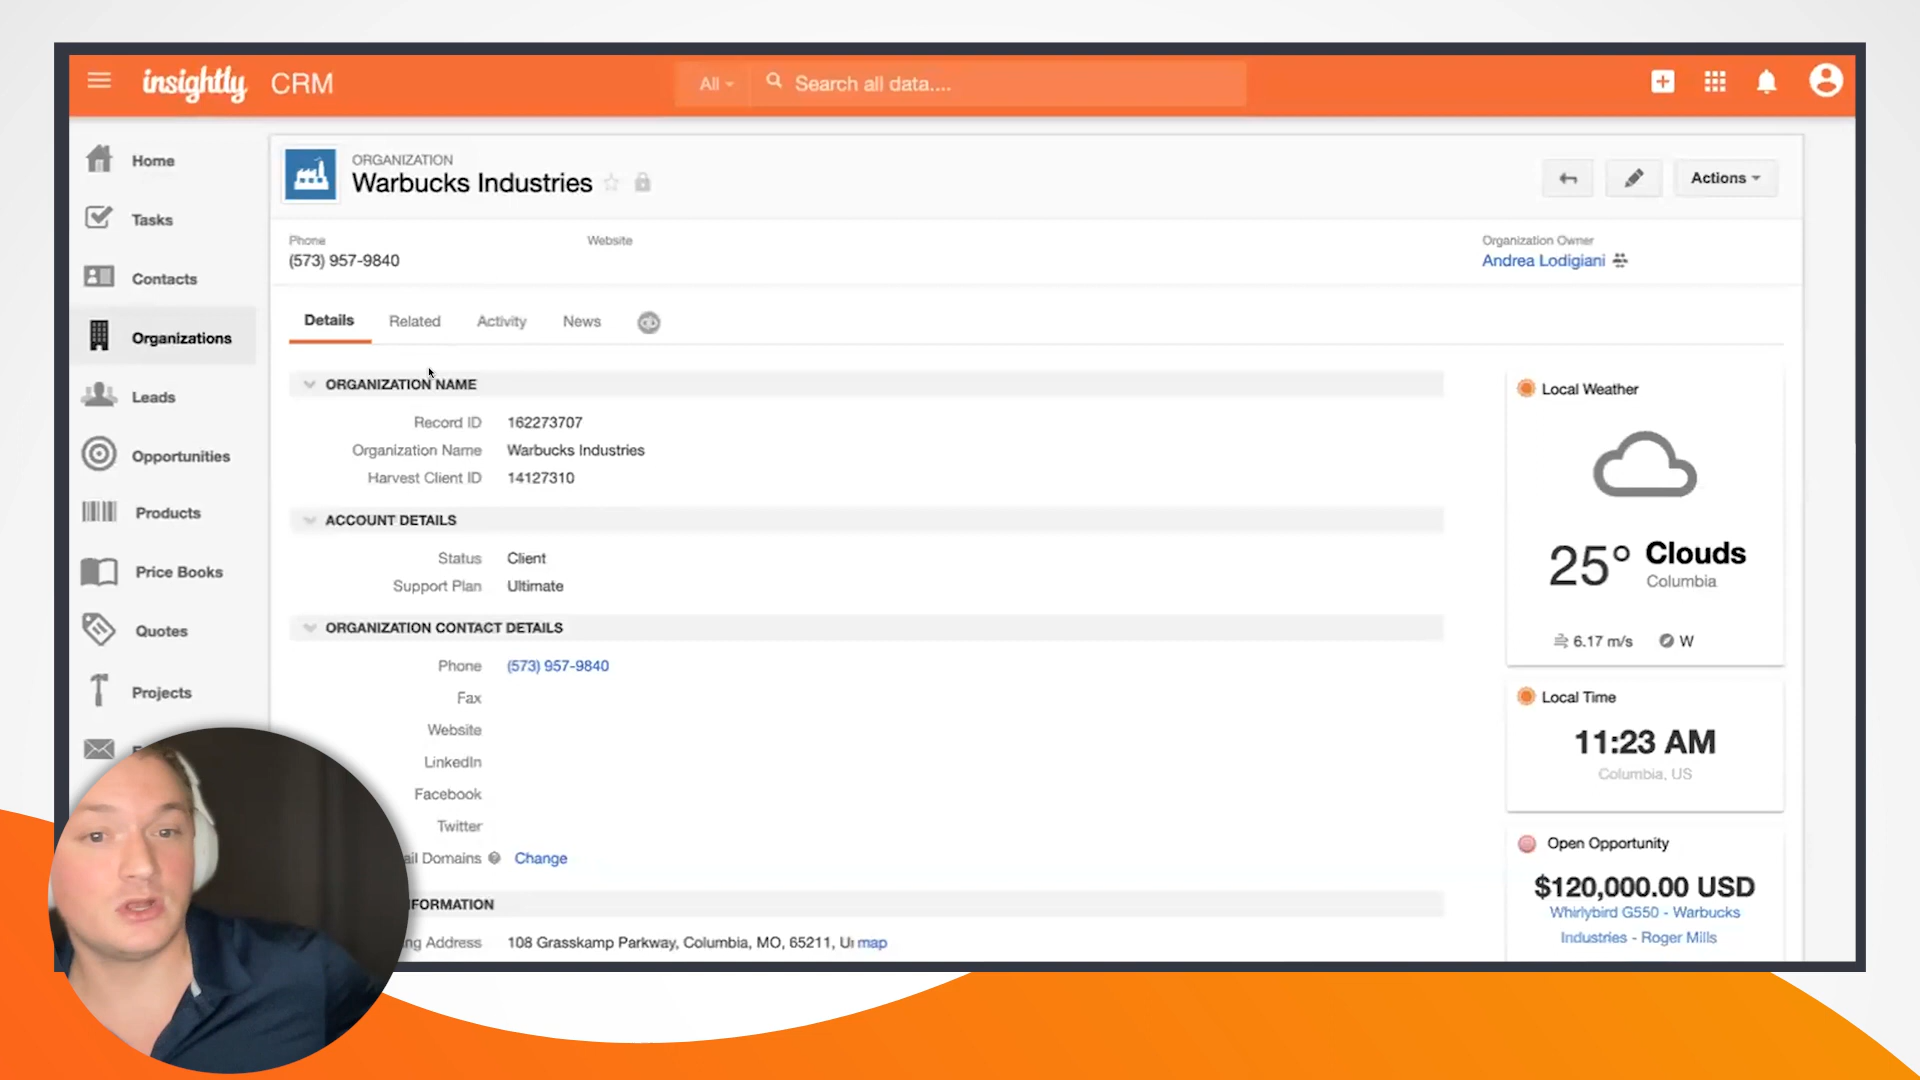 insightly CRM
All
Search all data....
Home
Tasks
Contacts
Organizations
Leads
Opportunities
Products
Price Books
Quotes
Projects
ORGANIZATION
Warbucks Industries
Actions
Phone
(573) 957-9840
Website
Organization Owner
Andrea Lodigiani
Details Related Activity News
ORGANIZATION NAME
Record ID 162273707
Organization Name Warbucks Industries
Harvest Client ID 14127310
ACCOUNT DETAILS
Status Client
Support Plan Ultimate
ORGANIZATION CONTACT DETAILS
Phone (573) 957-9840
Fax
Website
LinkedIn
Facebook
Twitter
ail Domains Change
FORMATION
ng Address 108 Grasskamp Parkway, Columbia, MO, 65211, U map
Local Weather
25° Clouds
Columbia
6.17 m/s W
Local Time
11:23 AM
Columbia, US
Open Opportunity
$120,000.00 USD
Whirlybird G550 - Warbucks
Industries - Roger Mills